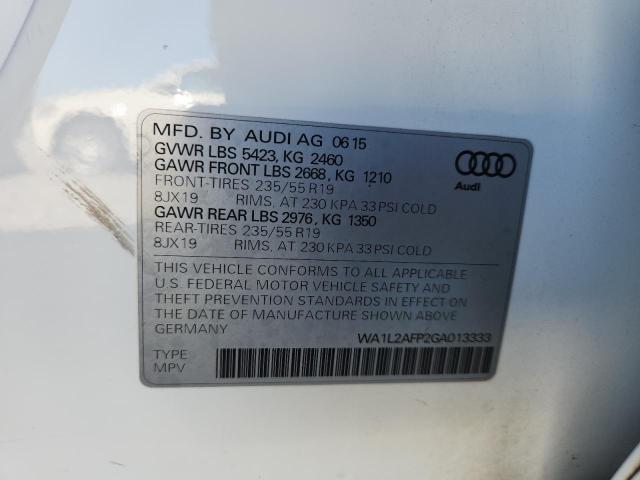 MFD. BY AUDI AG 06 15
GVWR LBS 5423, KG 2460
GAWR FRONT LBS 2668, KG 1210
FRONT-TIRES 235/55 R19
8JX19 RIMS, AT 230 KPA 33 PSI COLD
GAWR REAR LBS 2976, KG 1350
REAR-TIRES 235/55 R19
8JX19 RIMS, AT 230 KPA 33 PSI COLD
Audi
THIS VEHICLE CONFORMS TO ALL APPLICABLE
U.S. FEDERAL MOTOR VEHICLE SAFETY AND
THEFT PREVENTION STANDARDS IN EFFECT ON
THE DATE OF MANUFACTURE SHOWN ABOVE.
WA1L2AFP2GA013333
TYPE
MPV